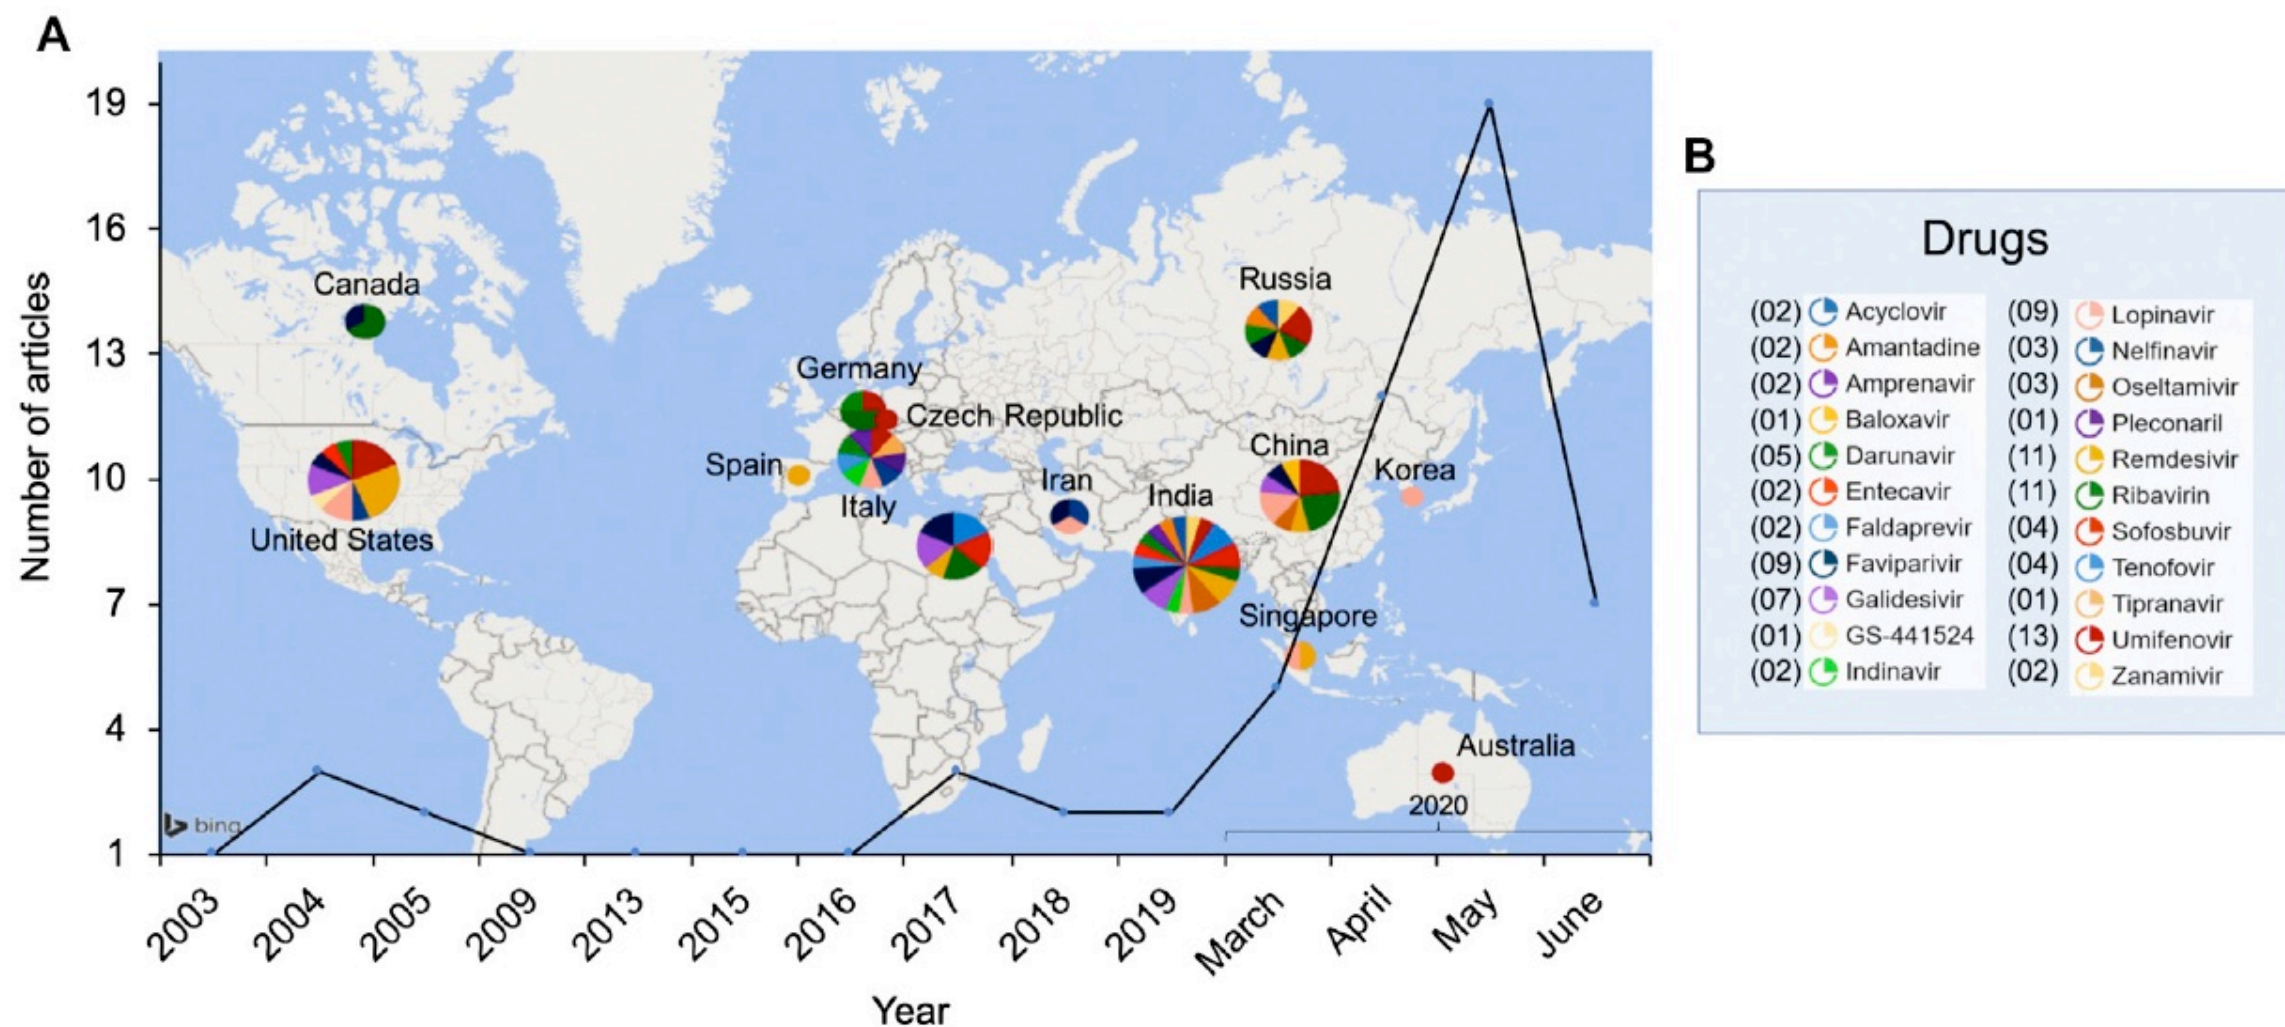 A
Number of articles
19
16
13
10
7
4
1
Canada
Russia
Germany
Czech Republic
Spain
China
Korea
Iran
India
Italy
United States
Singapore
Australia
2020
bing
2003
2004
2005
2009
2013
2015
2016
2017
2018
2019
March
April
May
June
Year
B
Drugs
(02) Acyclovir
(02) Amantadine
(02) Amprenavir
(01) Baloxavir
(05) Darunavir
(02) Entecavir
(02) Faldaprevir
(09) Faviparivir
(07) Galidesivir
(01) GS-441524
(02) Indinavir
(09) Lopinavir
(03) Nelfinavir
(03) Oseltamivir
(01) Pleconaril
(11) Remdesivir
(11) Ribavirin
(04) Sofosbuvir
(04) Tenofovir
(01) Tipranavir
(13) Umifenovir
(02) Zanamivir